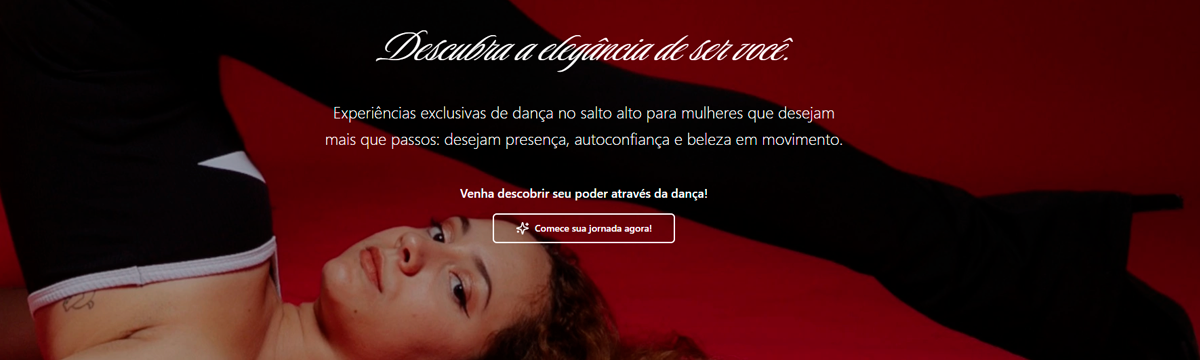 Descubra a elegância de ser você.
Experiências exclusivas de dança no salto alto para mulheres que desejam
mais que passos: desejam presença, autoconfiança e beleza em movimento.
Venha descobrir seu poder através da dança!
Comece sua jornada agora!